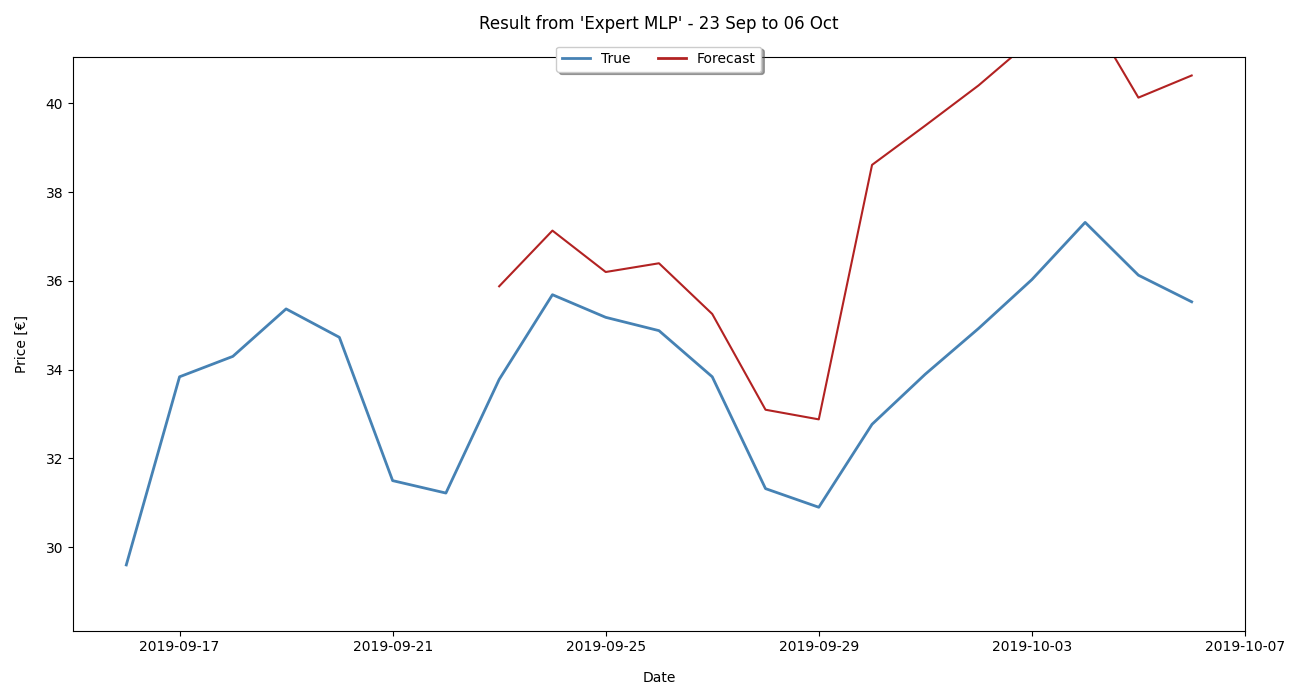 Result from 'Expert MLP' - 23 Sep to 06 Oct
True Forecast
40
38
36
34
32
30
Price [€]
2019-09-17 2019-09-21 2019-09-25 2019-09-29 2019-10-03 2019-10-07
Date